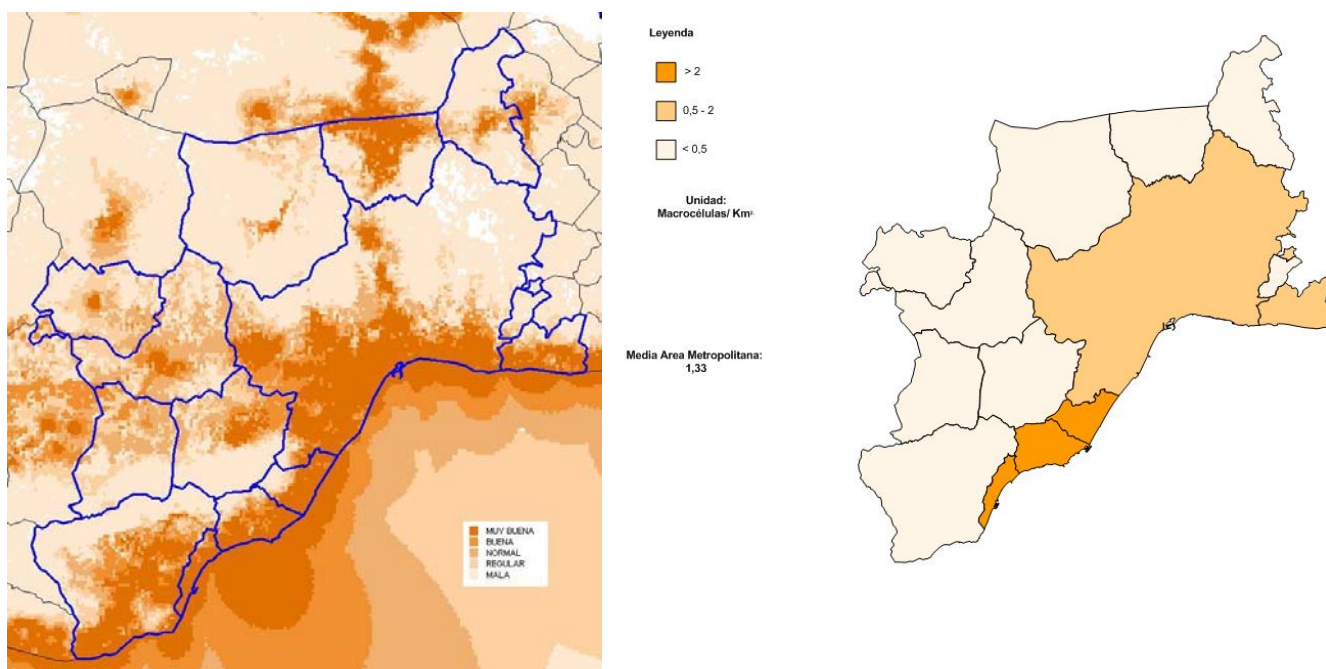 MUY BUENA
BUENA
NORMAL
REGULAR
MALA
Leyenda
> 2
0,5 - 2
< 0,5
Unidad:
Macrocélulas/ Km²
Media Area Metropolitana:
1,33